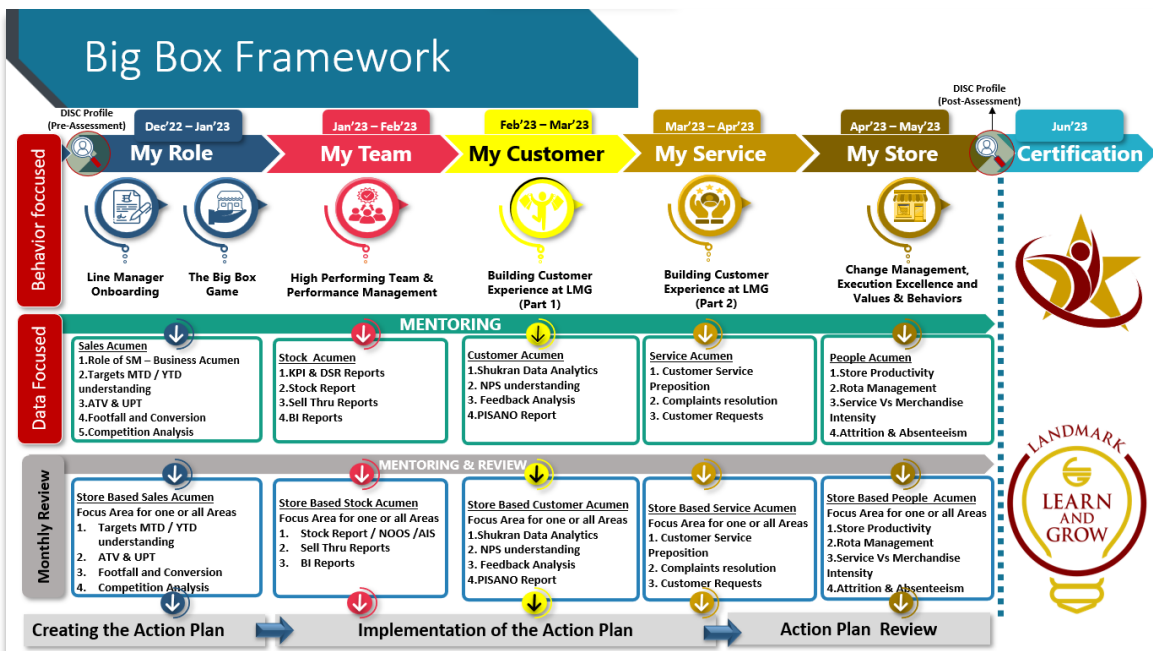 Big Box Framework
DISC Profile
(Pre-Assessment)
Dec'22 – Jan'23
Jan'23 – Feb'23
Feb'23 – Mar'23
Mar'23 – Apr'23
Apr'23 – May'23
DISC Profile
(Post-Assessment)
Jun'23
Behavior foccused
My Role
My Team
My Customer
My Service
My Store
Certification
Line Manager
Onboarding
The Big Box
Game
High Performing Team &
Performance Management
Building Customer
Experience at LMG
(Part 1)
Building Customer
Experience at LMG
(Part 2)
Change Management,
Execution Excellence and
Values & Behaviors
Data Focused
MENTORING
Sales Acumen
1.Role of SM – Business Acumen
2.Targets MTD / YTD
understanding
3.ATV & UPT
4.Footfall and Conversion
5.Competition Analysis
Stock Acumen
1.KPI & DSR Reports
2.Stock Report
3.Sell Thru Reports
4.BI Reports
Customer Acumen
1.Shukran Data Analytics
2. NPS understanding
3. Feedback Analysis
4.PISANO Report
Service Acumen
1. Customer Service
Preposition
2. Complaints resolution
3. Customer Requests
People Acumen
1.Store Productivity
2.Rota Management
3.Service Vs Merchandise
Intensity
4.Attrition & Absenteeism
Monthly Review
MENTORING & REVIEW
Store Based Sales Acumen
Focus Area for one or all Areas
1. Targets MTD / YTD
understanding
2. ATV & UPT
3. Footfall and Conversion
4. Competition Analysis
Store Based Stock Acumen
Focus Area for one or all Areas
1. Stock Report / NOOS /AIS
2. Sell Thru Reports
3. BI Reports
Store Based Customer Acumen
Focus Area for one or all Areas
1.Shukran Data Analytics
2. NPS understanding
3. Feedback Analysis
4.PISANO Report
Store Based Service Acumen
Focus Area for one or all Areas
1. Customer Service
Preposition
2. Complaints resolution
3. Customer Requests
Store Based People Acumen
Focus Area for one or all Areas
1.Store Productivity
2.Rota Management
3.Service Vs Merchandise
Intensity
4.Attrition & Absenteeism
Creating the Action Plan
Implementation of the Action Plan
Action Plan Review
LANDMARK
LEARN
AND
GROW